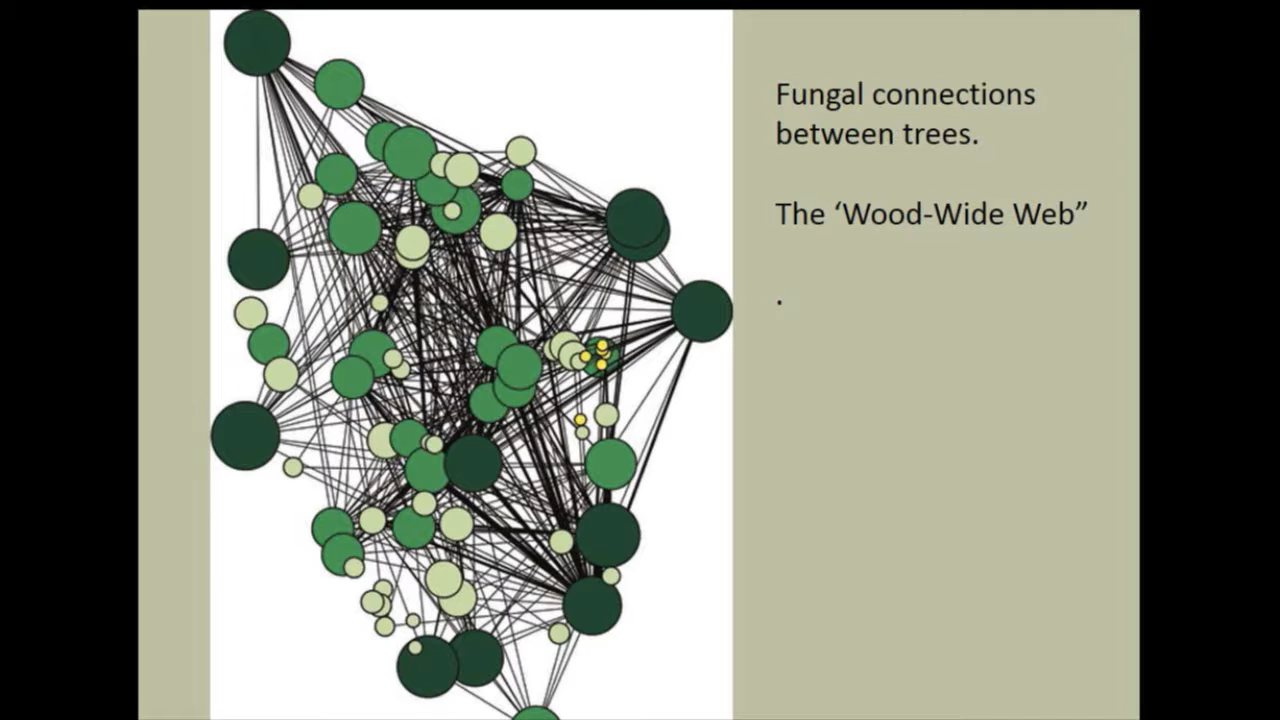 Fungal connections
between trees.
The ‘Wood-Wide Web”
.